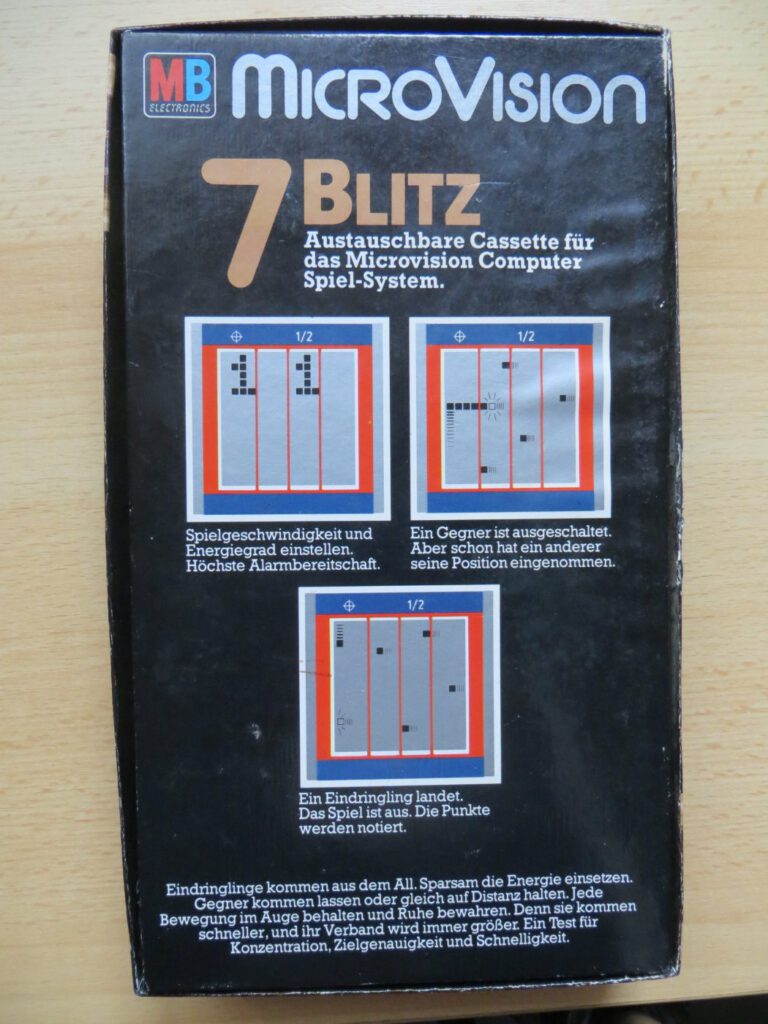 MB
ELECTRONICS
MICROVISION
7 BLITZ
Austauschbare Cassette für
das Microvision Computer
Spiel-System.
1/2
1 1
1/2
Spielgeschwindigkeit und
Energiegrad einstellen.
Höchste Alarmbereitschaft.
Ein Gegner ist ausgeschaltet.
Aber schon hat ein anderer
seine Position eingenommen.
1/2
Ein Eindringling landet.
Das Spiel ist aus. Die Punkte
werden notiert.
Eindringlinge kommen aus dem All. Sparsam die Energie einsetzen.
Gegner kommen lassen oder gleich auf Distanz halten. Jede
Bewegung im Auge behalten und Ruhe bewahren. Denn sie kommen
schneller, und ihr Verband wird immer größer. Ein Test für
Konzentration, Zielgenauigkeit und Schnelligkeit.